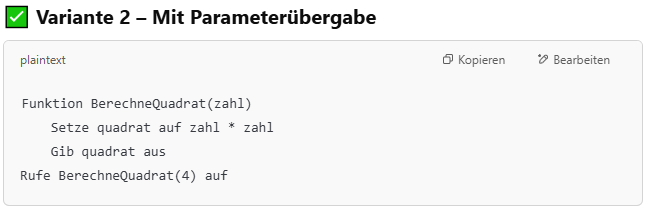 ✅ Variante 2 – Mit Parameterübergabe
plaintext
Kopieren
Bearbeiten
Funktion BerechneQuadrat(zahl)
    Setze quadrat auf zahl * zahl
    Gib quadrat aus
Rufe BerechneQuadrat(4) auf